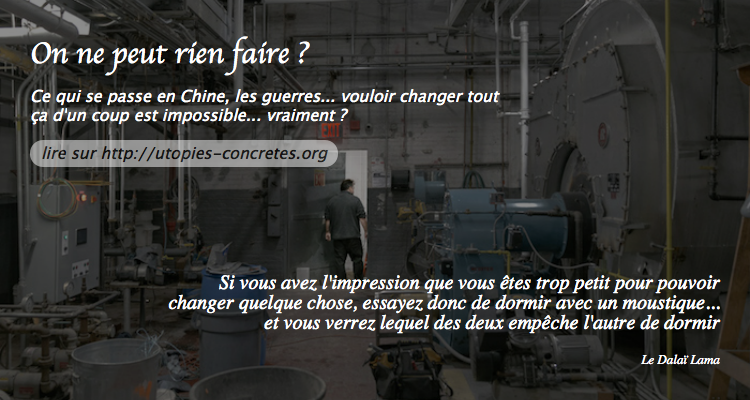 On ne peut rien faire ?
Ce qui se passe en Chine, les guerres... vouloir changer tout
ça d'un coup est impossible... vraiment ?
lire sur http://utopies-concretes.org
EXIT
Si vous avez l'impression que vous êtes trop petit pour pouvoir
changer quelque chose, essayez donc de dormir avec un moustique...
et vous verrez lequel des deux empêche l'autre de dormir
Le Dalaï Lama